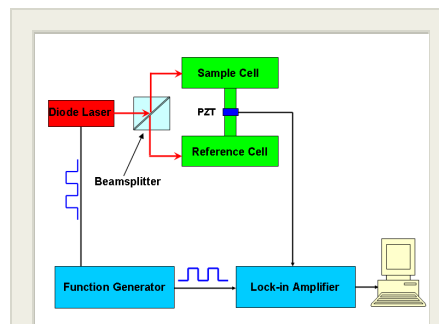 Sample Cell
Diode Laser
PZT
Reference Cell
Beamsplitter
Function Generator
Lock-in Amplifier